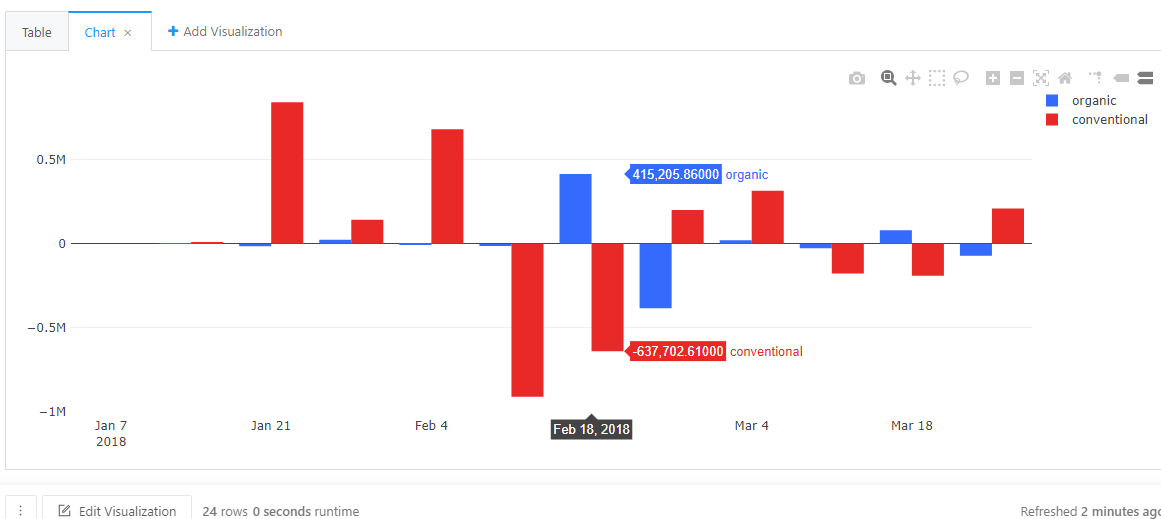 Table
Chart ×
+ Add Visualization
organic
conventional
0.5M
0
−0.5M
−1M
415,205.86000 organic
-637,702.61000 conventional
Jan 7
2018
Jan 21
Feb 4
Feb 18, 2018
Mar 4
Mar 18
Edit Visualization
24 rows 0 seconds runtime
Refreshed 2 minutes ago